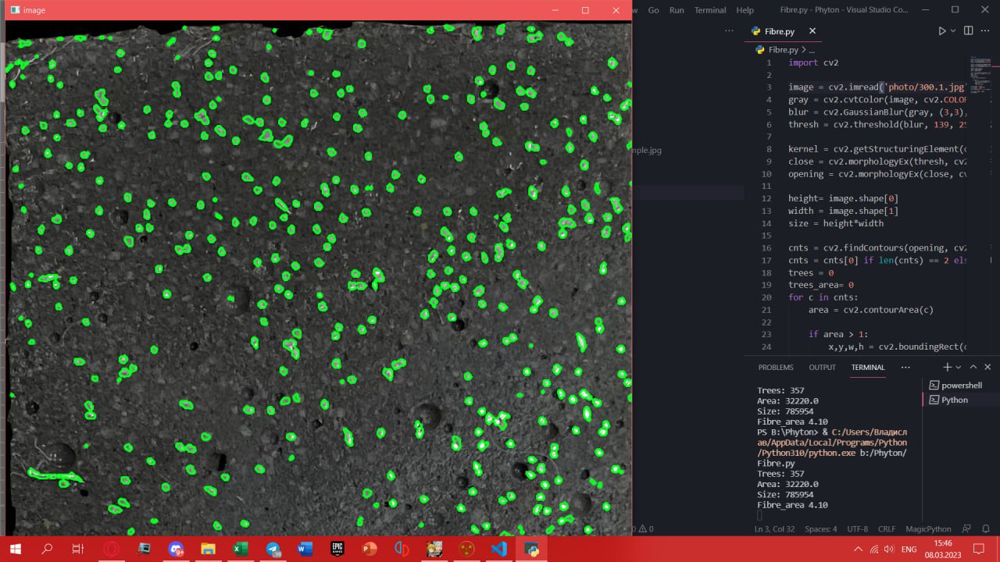 image
w Go Run Terminal Help
Fibre.py - Phyton - Visual Studio Co...
Fibre.py
Fibre.py > ...
1 import cv2
2
3 image = cv2.imread('photo/300.1.jpg'
4 gray = cv2.cvtColor(image, cv2.COLOR
5 blur = cv2.GaussianBlur(gray, (3,3),
6 thresh = cv2.threshold(blur, 139, 25
7
8 kernel = cv2.getStructuringElement(c
9 close = cv2.morphologyEx(thresh, cv2
10 opening = cv2.morphologyEx(close, cv
11
12 height= image.shape[0]
13 width = image.shape[1]
14 size = height*width
15
16 cnts = cv2.findContours(opening, cv2
17 cnts = cnts[0] if len(cnts) == 2 els
18 trees = 0
19 trees_area= 0
20 for c in cnts:
21 area = cv2.contourArea(c)
22
23 if area > 1:
24 x,y,w,h = cv2.boundingRect(c
mple.jpg
PROBLEMS OUTPUT TERMINAL ...
powershell
Python
Trees: 357
Area: 32220.0
Size: 785954
Fibre_area 4.10
PS B:\Phyton> & C:/Users/Владисл
ав/AppData/Local/Programs/Python
/Python310/python.exe b:/Phyton/
Fibre.py
Trees: 357
Area: 32220.0
Size: 785954
Fibre_area 4.10
0 0 Ln 3, Col 32 Spaces: 4 UTF-8 CRLF MagicPython
EPIC GAMES
ENG
15:46
08.03.2023